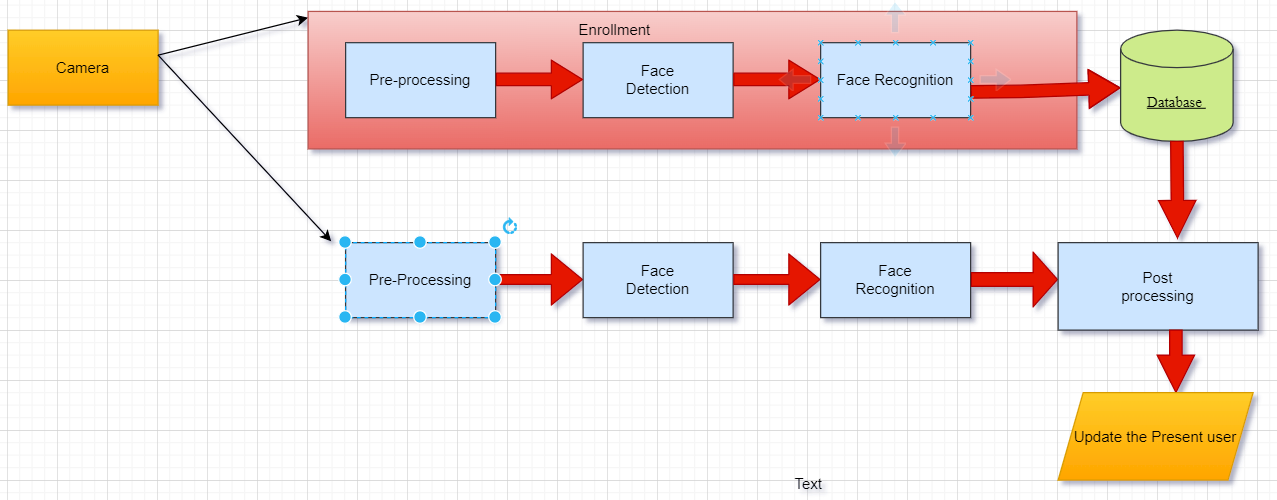 Enrollment
Camera
Pre-processing
Face
Detection
Face Recognition
Database
Pre-Processing
Face
Detection
Face
Recognition
Post
processing
Update the Present user
Text